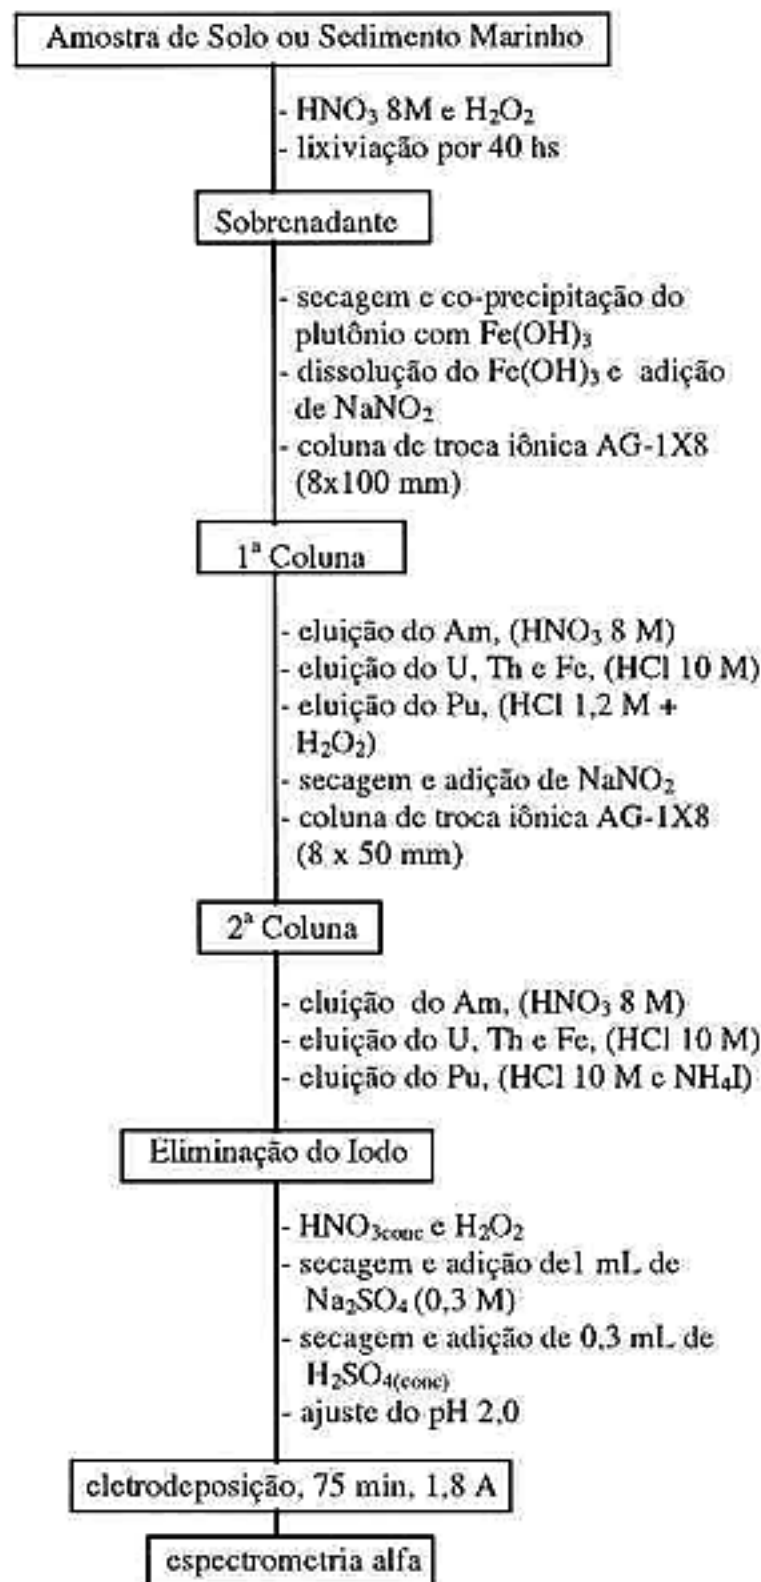 Amostra de Solo ou Sedimento Marinho
- HNO₃ 8M e H₂O₂
- lixiviação por 40 hs
Sobrenadante
- secagem e co-precipitação do
plutônio com Fe(OH)₃
- dissolução do Fe(OH)₃ e adição
de NaNO₂
- coluna de troca iônica AG-1X8
(8x100 mm)
1ª Coluna
- eluição do Am, (HNO₃ 8 M)
- eluição do U, Th e Fe, (HCl 10 M)
- eluição do Pu, (HCl 1,2 M +
H₂O₂)
- secagem e adição de NaNO₂
- coluna de troca iônica AG-1X8
(8 x 50 mm)
2ª Coluna
- eluição do Am, (HNO₃ 8 M)
- eluição do U, Th e Fe, (HCl 10 M)
- eluição do Pu, (HCl 10 M e NH₄I)
Eliminação do Iodo
- HNO₃conc e H₂O₂
- secagem e adição de1 mL de
Na₂SO₄ (0,3 M)
- secagem e adição de 0,3 mL de
H₂SO₄(conc)
- ajuste do pH 2,0
eletrodeposição, 75 min, 1,8 A
espectrometria alfa